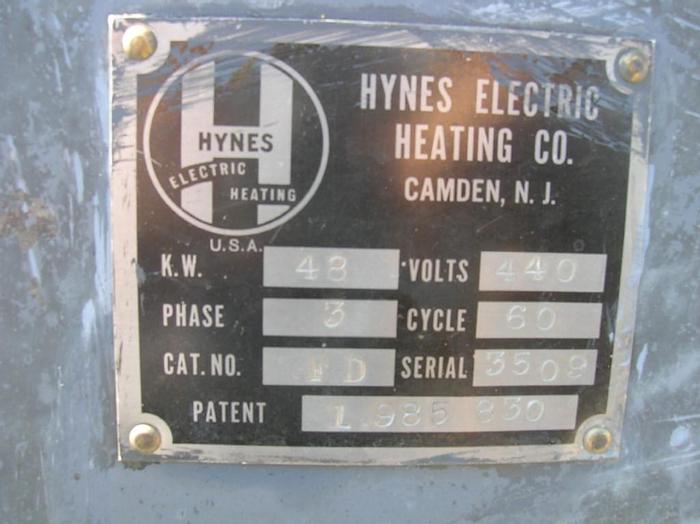 HYNES
ELECTRIC HEATING
U.S.A.
HYNES ELECTRIC
HEATING CO.
CAMDEN, N. J.
K.W. 48 VOLTS 440
PHASE 3 CYCLE 60
CAT. NO. D SERIAL 3508
PATENT 1 985 830